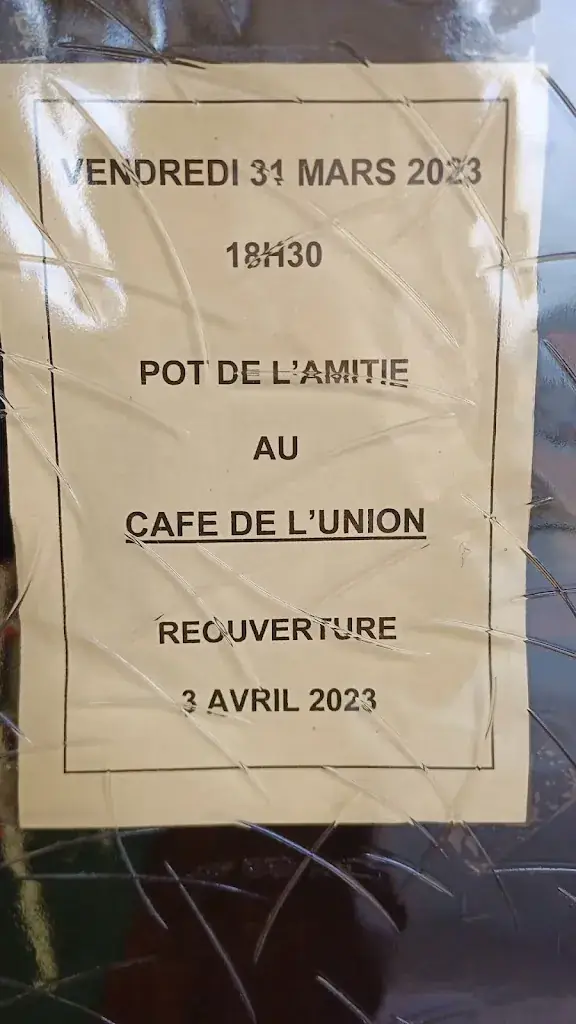 VENDREDI 31 MARS 2023
18H30
POT DE L'AMITIE
AU
CAFE DE L'UNION
REOUVERTURE
3 AVRIL 2023